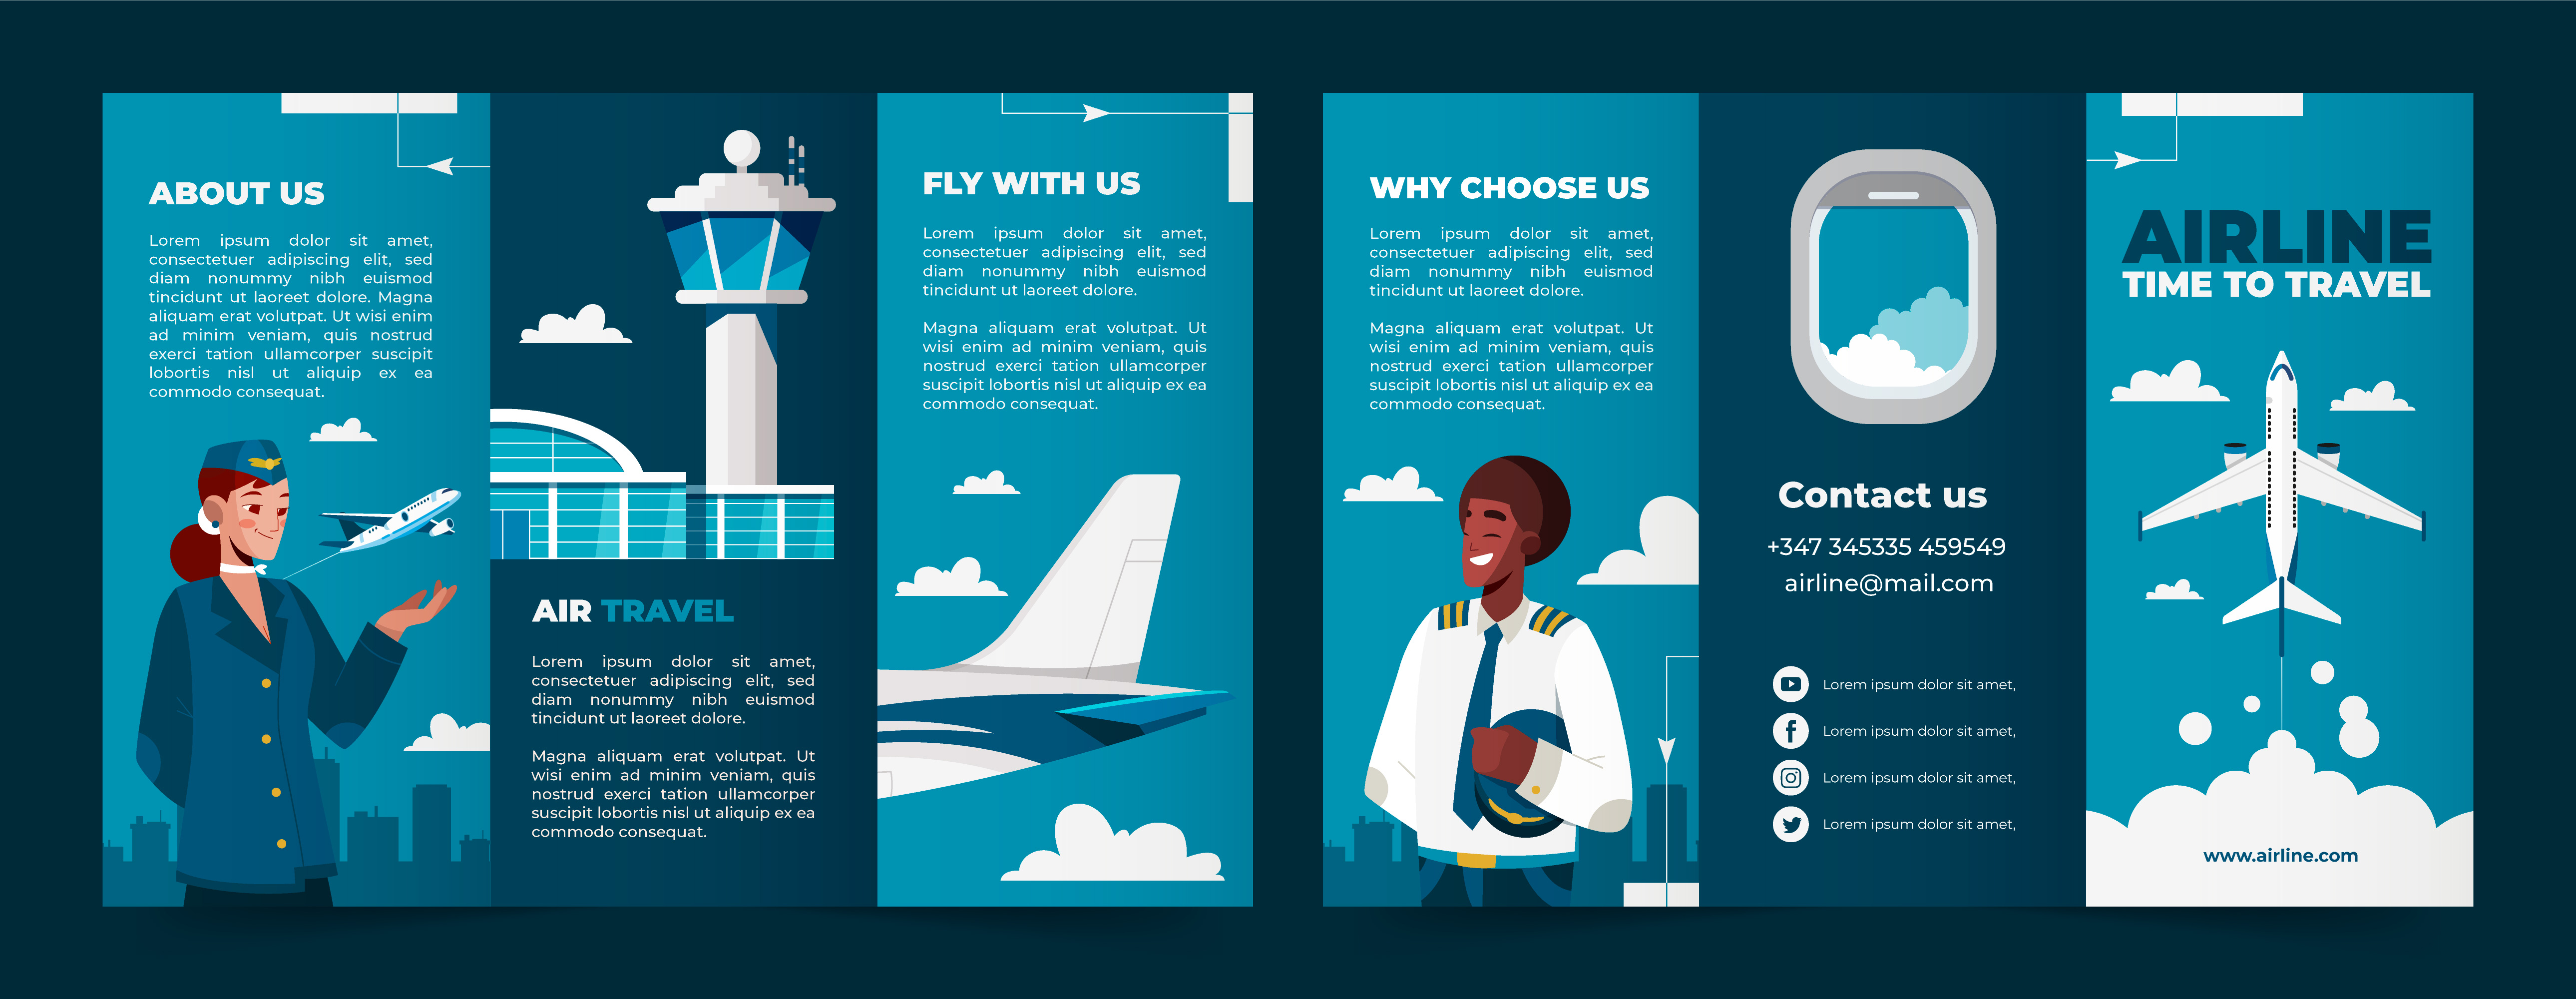 ABOUT US
Lorem ipsum dolor sit amet,
consectetuer adipiscing elit, sed
diam nonummy nibh euismod
tincidunt ut laoreet dolore. Magna
aliquam erat volutpat. Ut wisi enim
ad minim veniam, quis nostrud
exerci tation ullamcorper suscipit
lobortis nisl ut aliquip ex ea
commodo consequat.
AIR TRAVEL
Lorem ipsum dolor sit amet,
consectetuer adipiscing elit, sed
diam nonummy nibh euismod
tincidunt ut laoreet dolore.
Magna aliquam erat volutpat. Ut
wisi enim ad minim veniam, quis
nostrud exerci tation ullamcorper
suscipit lobortis nisl ut aliquip ex ea
commodo consequat.
FLY WITH US
Lorem ipsum dolor sit amet,
consectetuer adipiscing elit, sed
diam nonummy nibh euismod
tincidunt ut laoreet dolore.
Magna aliquam erat volutpat. Ut
wisi enim ad minim veniam, quis
nostrud exerci tation ullamcorper
suscipit lobortis nisl ut aliquip ex ea
commodo consequat.
WHY CHOOSE US
Lorem ipsum dolor sit amet,
consectetuer adipiscing elit, sed
diam nonummy nibh euismod
tincidunt ut laoreet dolore.
Magna aliquam erat volutpat. Ut
wisi enim ad minim veniam, quis
nostrud exerci tation ullamcorper
suscipit lobortis nisl ut aliquip ex ea
commodo consequat.
Contact us
+347 345335 459549
airline@mail.com
Lorem ipsum dolor sit amet,
Lorem ipsum dolor sit amet,
Lorem ipsum dolor sit amet,
Lorem ipsum dolor sit amet,
AIRLINE
TIME TO TRAVEL
www.airline.com